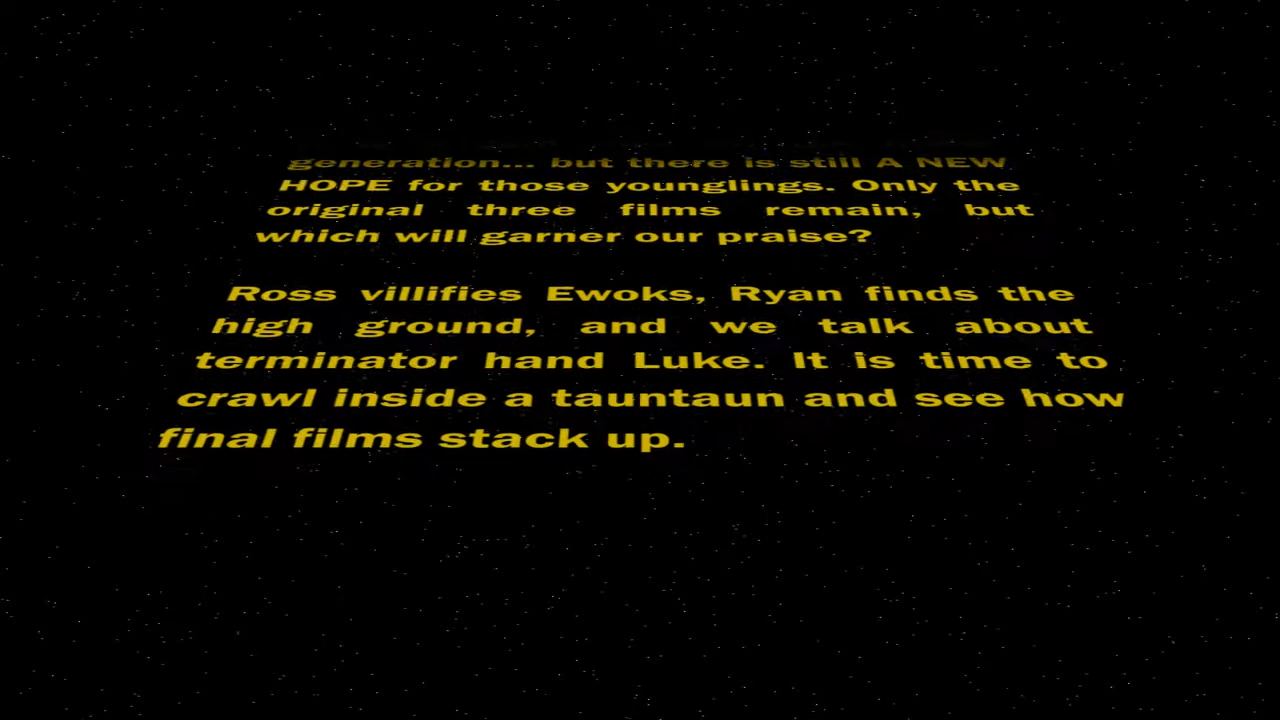 generation... but there is still A NEW
HOPE for those younglings. Only the
original three films remain, but
which will garner our praise?
Ross villifies Ewoks, Ryan finds the
high ground, and we talk about
terminator hand Luke. It is time to
crawl inside a tauntaun and see how
final films stack up.